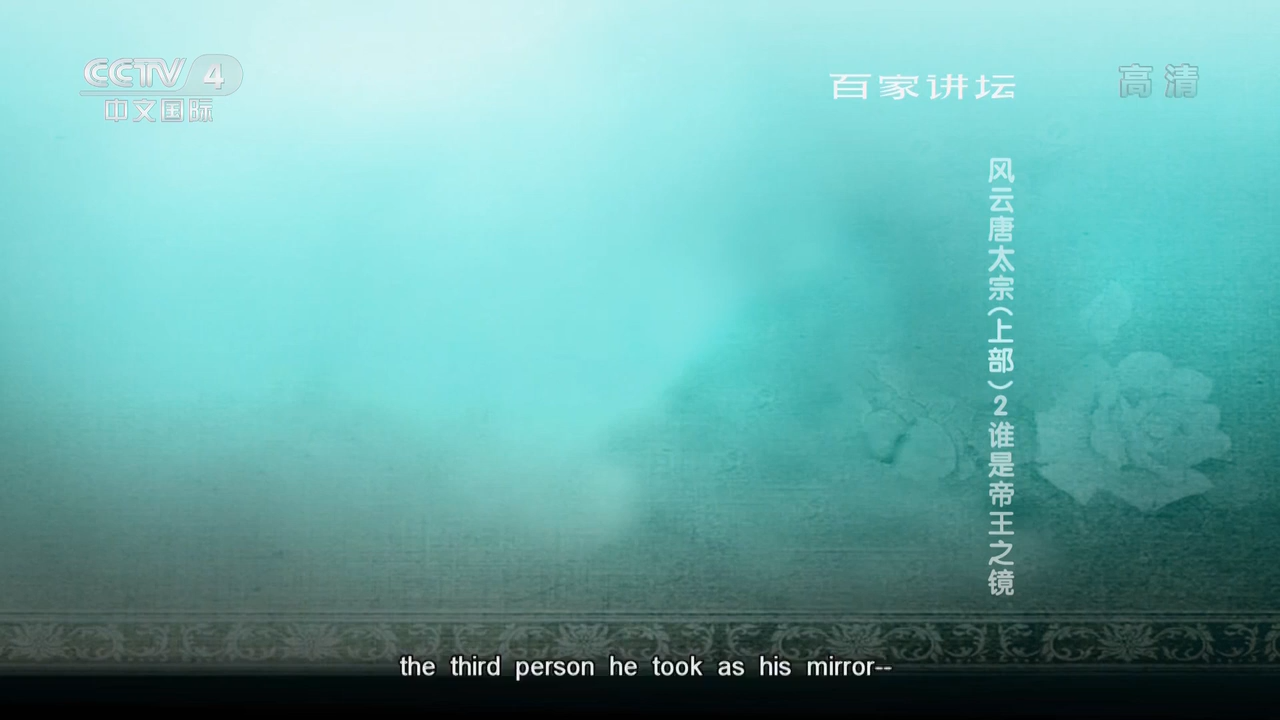 CCTV 4
中文国际
百家讲坛
高清
风云唐太宗(上部)2谁是帝王之镜
the third person he took as his mirror--